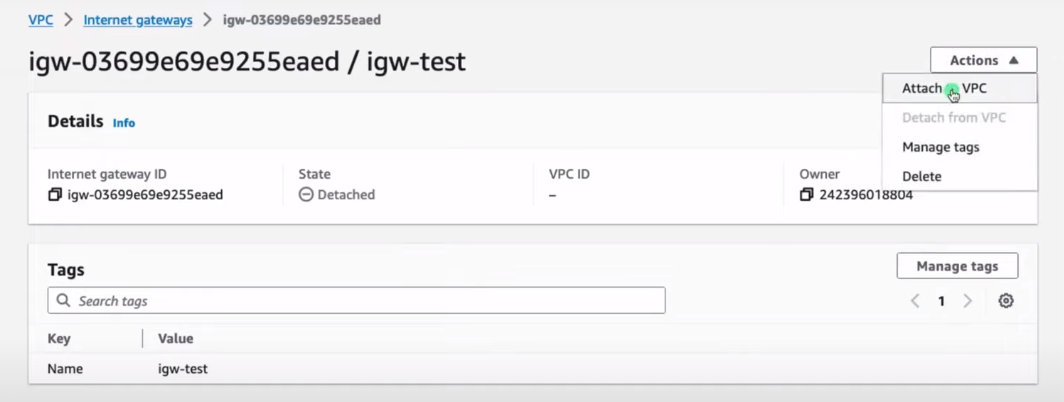 VPC > Internet gateways > igw-03699e69e9255eaed
igw-03699e69e9255eaed / igw-test
Actions
Attach VPC
Detach from VPC
Manage tags
Delete
Details Info
Internet gateway ID
igw-03699e69e9255eaed
State
Detached
VPC ID
–
Owner
242396018804
Tags
Manage tags
Search tags
1
Key Value
Name igw-test